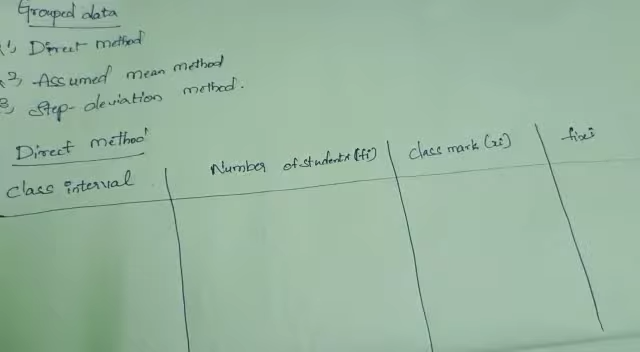 Grouped data
1, Direct method
2, Assumed mean method
3, Step-deviation method.
Direct method
Class interval Number of students (fi) Class mark (xi) fixi